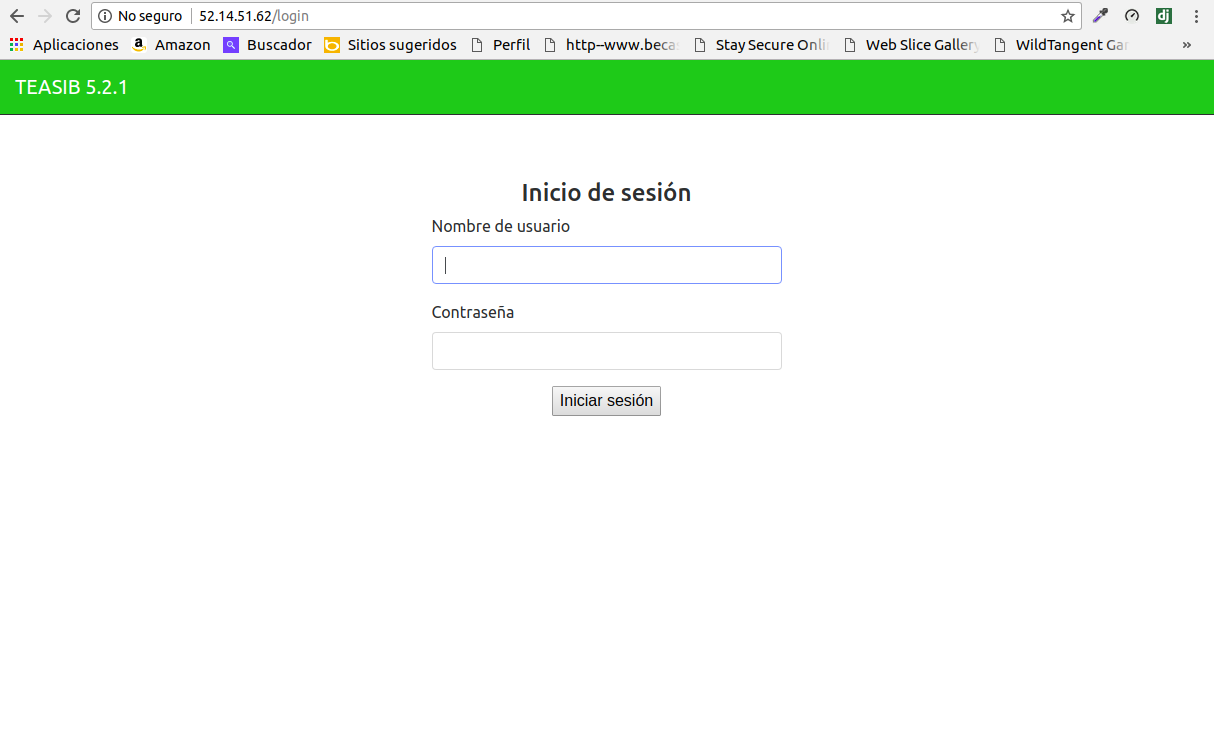 No seguro 52.14.51.62/login
Aplicaciones Amazon Buscador Sitios sugeridos Perfil http--www.beca Stay Secure Onli Web Slice Gallery WildTangent Ga »
TEASIB 5.2.1
Inicio de sesión
Nombre de usuario
Contraseña
Iniciar sesión